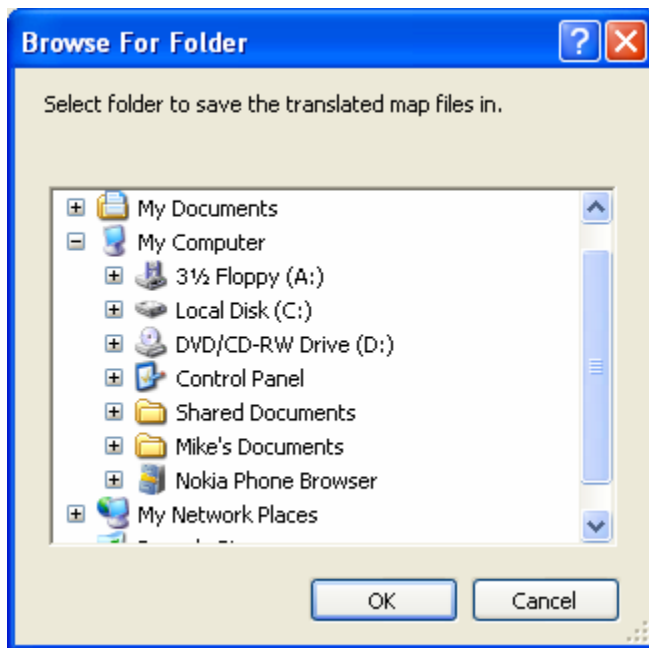 Browse For Folder
Select folder to save the translated map files in.
My Documents
My Computer
3½ Floppy (A:)
Local Disk (C:)
DVD/CD-RW Drive (D:)
Control Panel
Shared Documents
Mike's Documents
Nokia Phone Browser
My Network Places
OK Cancel